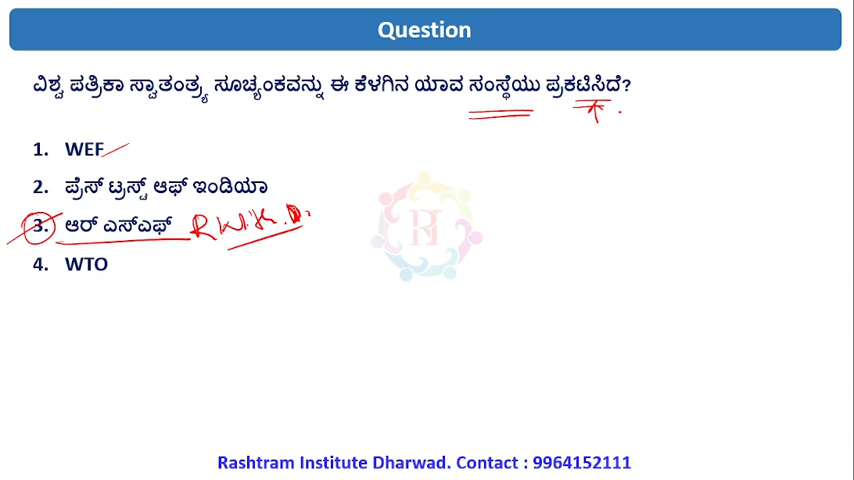 Question
ವಿಶ್ವ ಪತ್ರಿಕಾ ಸ್ವಾತಂತ್ರ್ಯ ಸೂಚ್ಯಂಕವನ್ನು ಈ ಕೆಳಗಿನ ಯಾವ ಸಂಸ್ಥೆಯು ಪ್ರಕಟಿಸಿದೆ?
1. WEF
2. ಪ್ರೆಸ್ ಟ್ರಸ್ಟ್ ಆಫ್ ಇಂಡಿಯಾ
3. ಆರ್ ಎಸ್ಎಫ್
4. WTO
Rashtram Institute Dharwad. Contact : 9964152111